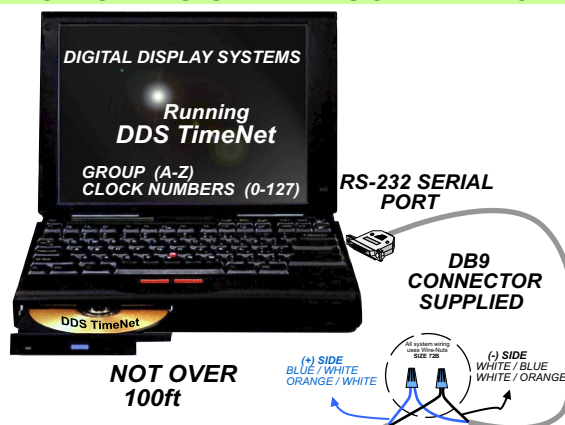 DIGITAL DISPLAY SYSTEMS
Running
DDS TimeNet
GROUP (A-Z)
CLOCK NUMBERS (0-127)
RS-232 SERIAL
PORT
DB9
CONNECTOR
SUPPLIED
DDS TimeNet
NOT OVER
100ft
All system wiring
uses Wire-Nuts
SIZE 72B
(+) SIDE
BLUE / WHITE
ORANGE / WHITE
(-) SIDE
WHITE / BLUE
WHITE / ORANGE